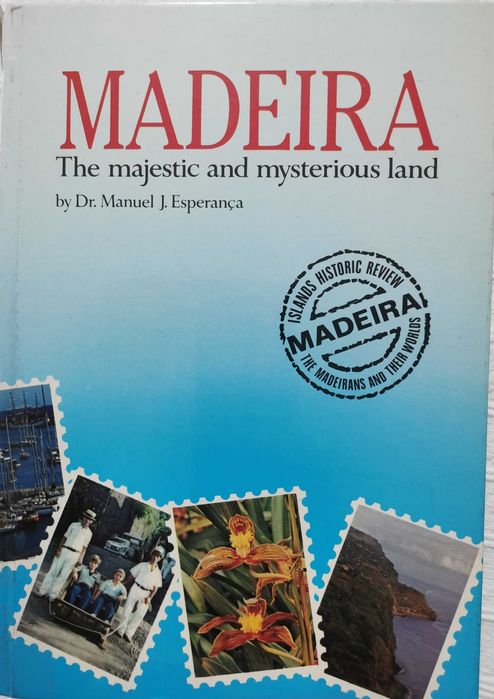 MADEIRA
The majestic and mysterious land
by Dr. Manuel J. Esperança
ISLANDS HISTORIC REVIEW
MADEIRA
THE MADEIRANS AND THEIR WORLDS